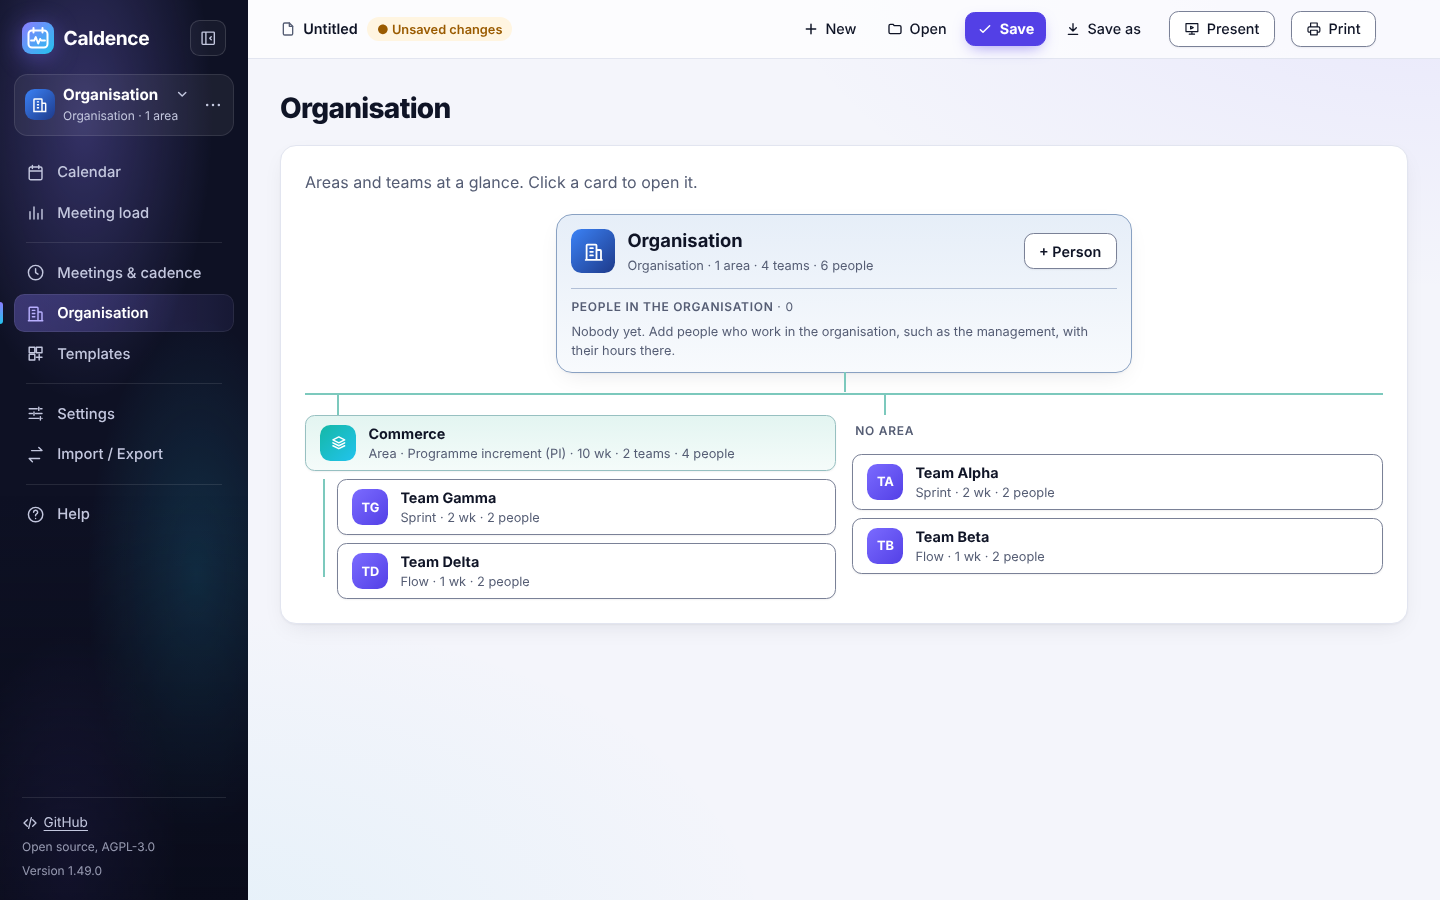 Caldence
Organisation
Organisation · 1 area
Calendar
Meeting load
Meetings & cadence
Organisation
Templates
Settings
Import / Export
Help
GitHub
Open source, AGPL-3.0
Version 1.49.0
Untitled
Unsaved changes
New
Open
Save
Save as
Present
Print
Organisation
Areas and teams at a glance. Click a card to open it.
Organisation
Organisation · 1 area · 4 teams · 6 people
+ Person
PEOPLE IN THE ORGANISATION · 0
Nobody yet. Add people who work in the organisation, such as the management, with
their hours there.
Commerce
Area · Programme increment (PI) · 10 wk · 2 teams · 4 people
TG
Team Gamma
Sprint · 2 wk · 2 people
TD
Team Delta
Flow · 1 wk · 2 people
NO AREA
TA
Team Alpha
Sprint · 2 wk · 2 people
TB
Team Beta
Flow · 1 wk · 2 people